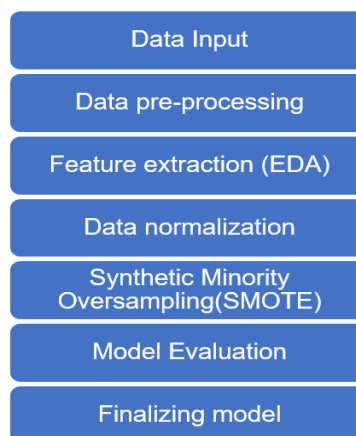 Data Input
Data pre-processing
Feature extraction (EDA)
Data normalization
Synthetic Minority
Oversampling(SMOTE)
Model Evaluation
Finalizing model